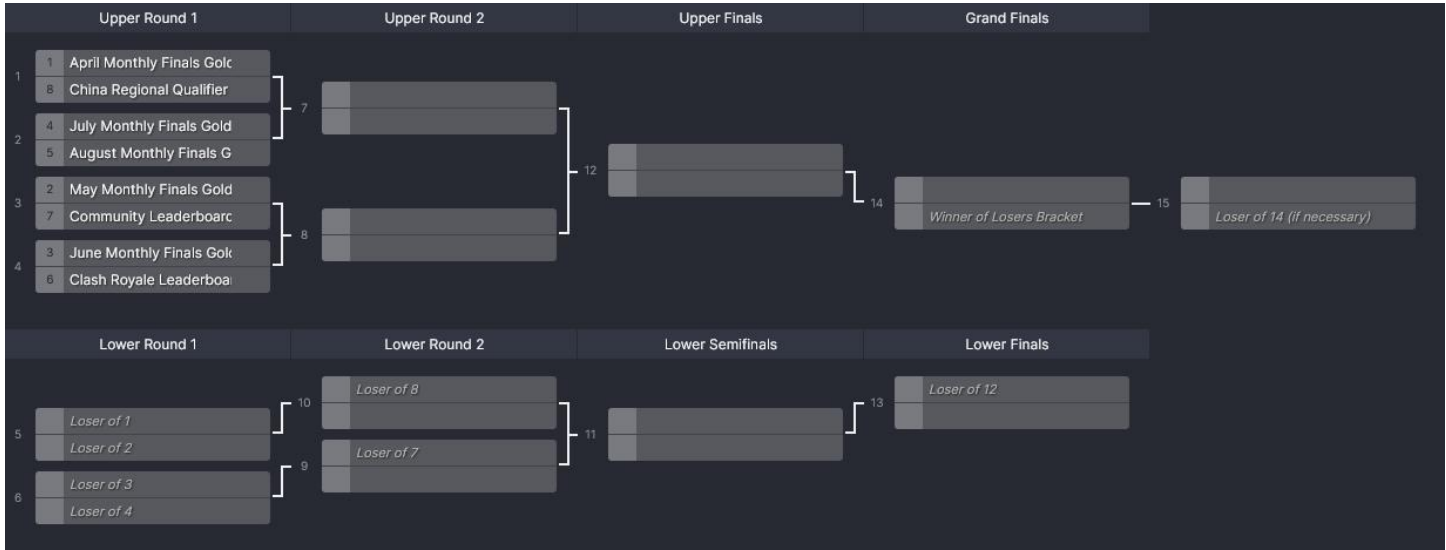 Upper Round 1
Upper Round 2
Upper Finals
Grand Finals
1
1 April Monthly Finals Gold
8 China Regional Qualifier
2
4 July Monthly Finals Gold
5 August Monthly Finals G
3
2 May Monthly Finals Gold
7 Community Leaderboard
4
3 June Monthly Finals Gold
6 Clash Royale Leaderboa
7
8
12
14
Winner of Losers Bracket
15
Loser of 14 (if necessary)
Lower Round 1
Lower Round 2
Lower Semifinals
Lower Finals
5
Loser of 1
Loser of 2
6
Loser of 3
Loser of 4
10
Loser of 8
9
Loser of 7
11
13
Loser of 12